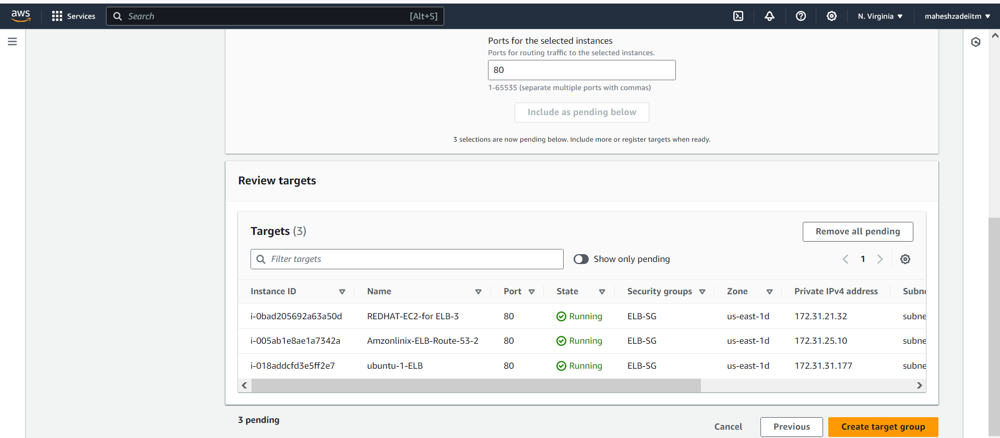 aws Services Search [Alt+S] N. Virginia maheshzadeiitm
Ports for the selected instances
Ports for routing traffic to the selected instances.
80
1-65535 (separate multiple ports with commas)
Include as pending below
3 selections are now pending below. Include more or register targets when ready.
Review targets
Targets (3) Remove all pending
Filter targets Show only pending 1
Instance ID Name Port State Security groups Zone Private IPv4 address Subne
i-0bad205692a63a50d REDHAT-EC2-for ELB-3 80 Running ELB-SG us-east-1d 172.31.21.32 subne
i-005ab1e8ae1a7342a Amzonlinix-ELB-Route-53-2 80 Running ELB-SG us-east-1d 172.31.25.10 subne
i-018addcfd3e5ff2e7 ubuntu-1-ELB 80 Running ELB-SG us-east-1d 172.31.31.177 subne
3 pending
Cancel Previous Create target group